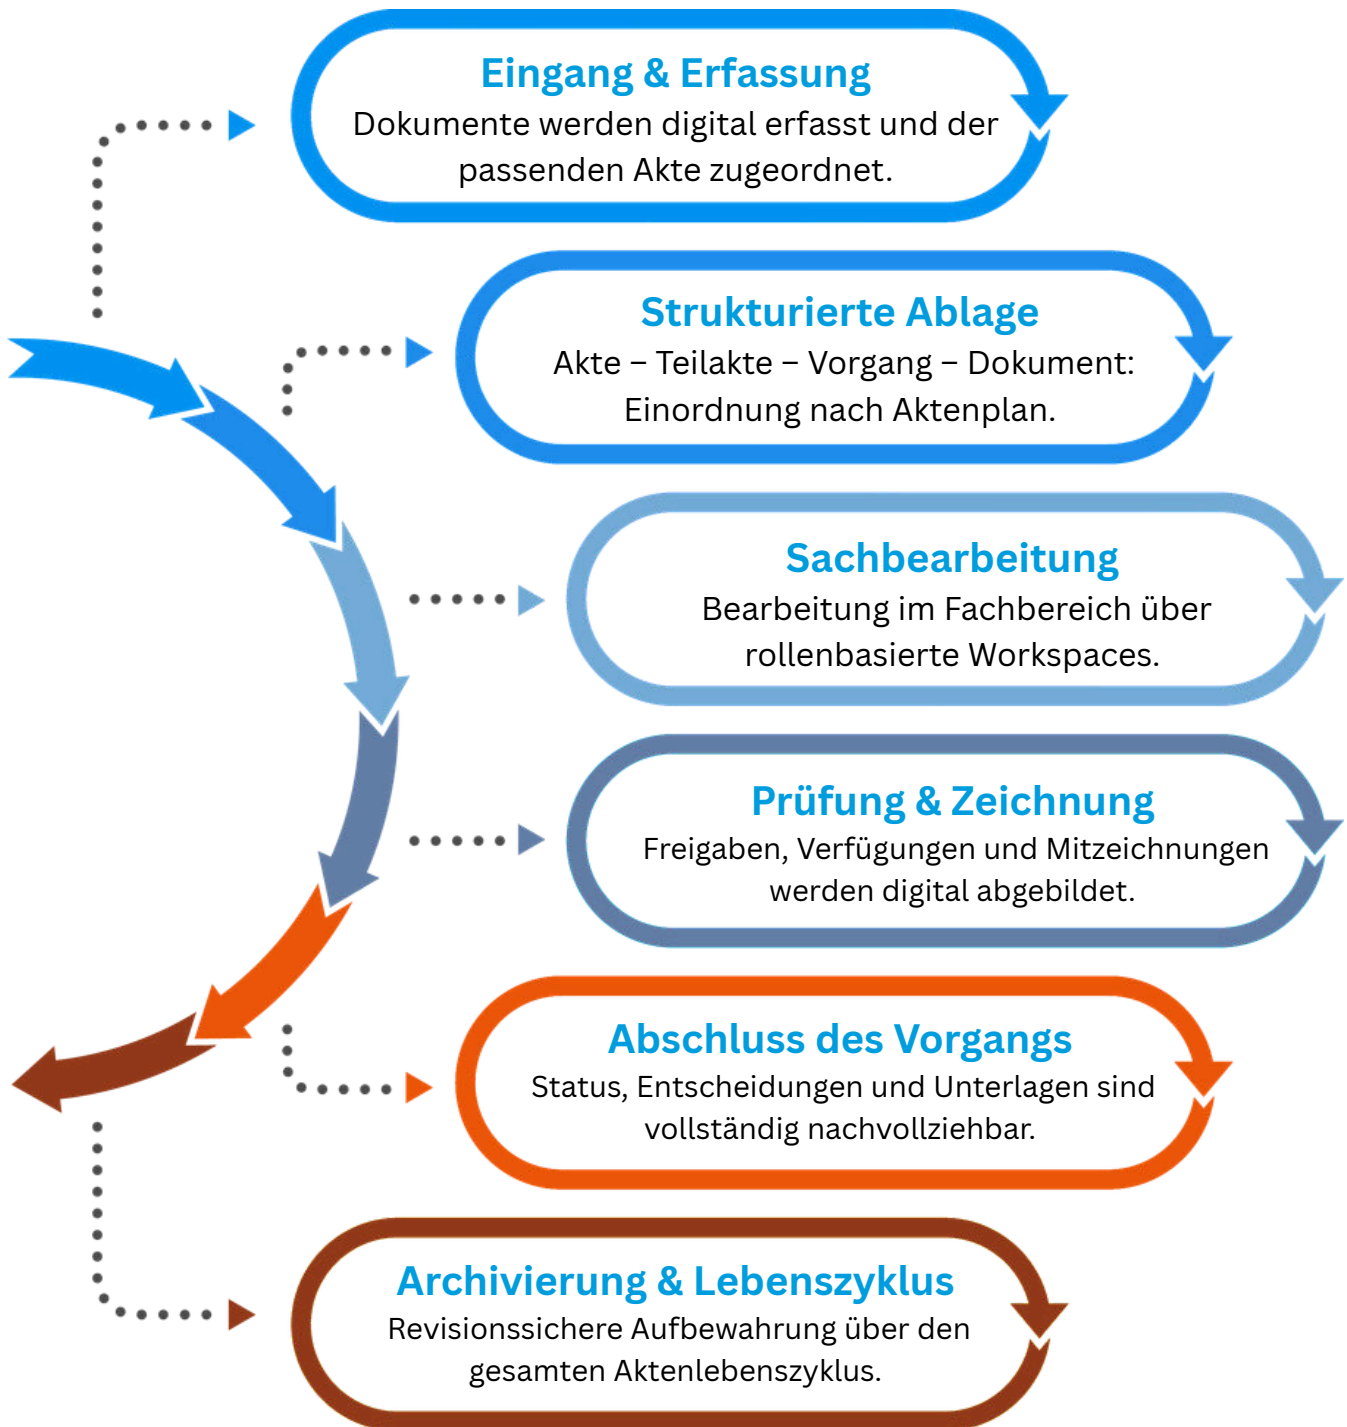 Eingang & Erfassung
Dokumente werden digital erfasst und der
passenden Akte zugeordnet.
Strukturierte Ablage
Akte – Teilakte – Vorgang – Dokument:
Einordnung nach Aktenplan.
Sachbearbeitung
Bearbeitung im Fachbereich über
rollenbasierte Workspaces.
Prüfung & Zeichnung
Freigaben, Verfügungen und Mitzeichnungen
werden digital abgebildet.
Abschluss des Vorgangs
Status, Entscheidungen und Unterlagen sind
vollständig nachvollziehbar.
Archivierung & Lebenszyklus
Revisionssichere Aufbewahrung über den
gesamten Aktenlebenszyklus.